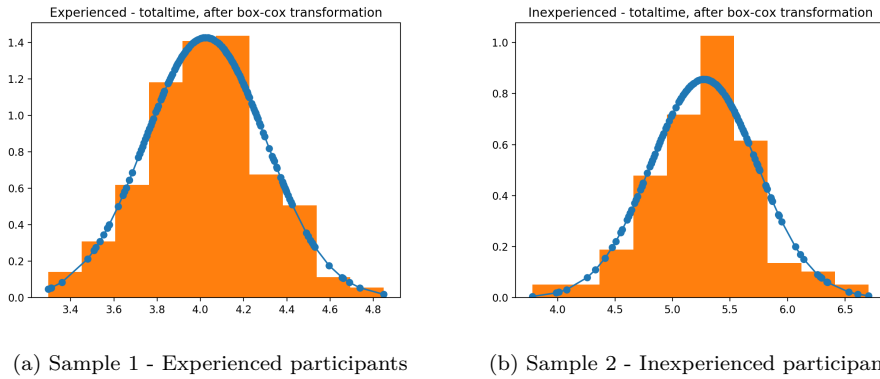 Experienced - totaltime, after box-cox transformation
1.4
1.2
1.0
0.8
0.6
0.4
0.2
0.0
3.4 3.6 3.8 4.0 4.2 4.4 4.6 4.8
(a) Sample 1 - Experienced participants
Inexperienced - totaltime, after box-cox transformation
1.0
0.8
0.6
0.4
0.2
0.0
4.0 4.5 5.0 5.5 6.0 6.5
(b) Sample 2 - Inexperienced participan